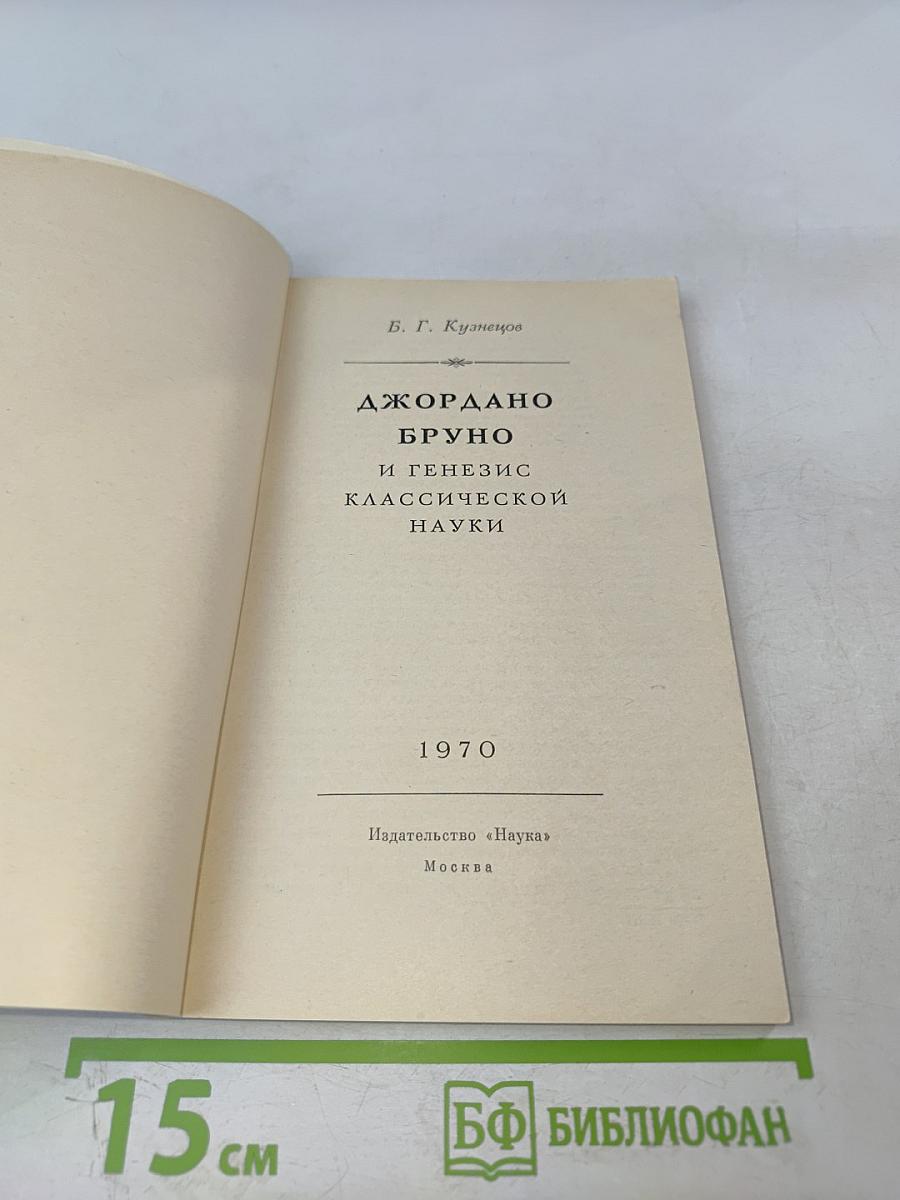 Б. Г. Кузнецов
ДЖОРДАНО
БРУНО
И ГЕНЕЗИС
КЛАССИЧЕСКОЙ
НАУКИ
1970
Издательство «Наука»
Москва
15 см
БФ БИБЛИОФАН